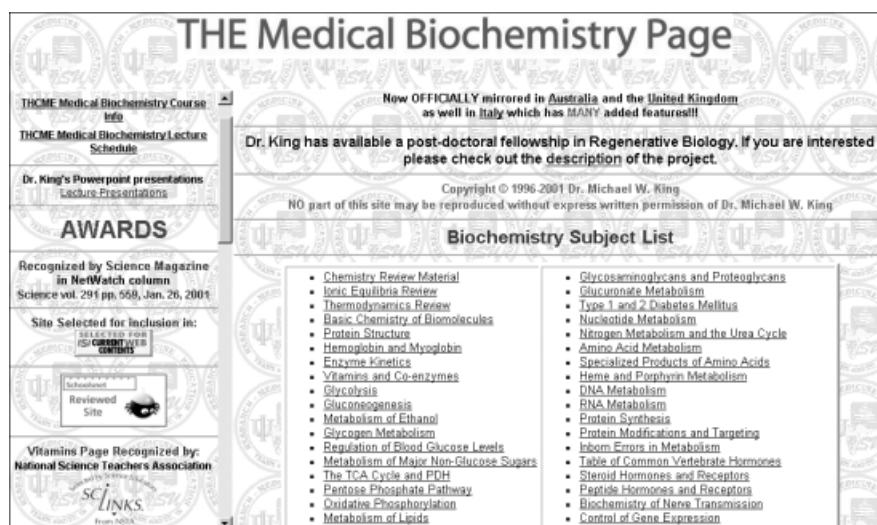 THE Medical Biochemistry Page
THCME Medical Biochemistry Course
Info
THCME Medical Biochemistry Lecture
Schedule
Dr. King's Powerpoint presentations
Lecture Presentations
AWARDS
Recognized by Science Magazine
in NetWatch column
Science vol. 291 pp. 559, Jan. 26, 2001
Site Selected for inclusion in:
SELECTED FOR
ISI CURRENT WEB
CONTENTS
Schoolsnet
Reviewed
Site
Vitamins Page Recognized by:
National Science Teachers Association
SCI
LINKS
From NSTA
Now OFFICIALLY mirrored in Australia and the United Kingdom
as well in Italy which has MANY added features!!!
Dr. King has available a post-doctoral fellowship in Regenerative Biology. If you are interested
please check out the description of the project.
Copyright © 1996-2001 Dr. Michael W. King
NO part of this site may be reproduced without express written permission of Dr. Michael W. King
Biochemistry Subject List
Chemistry Review Material
Ionic Equilibria Review
Thermodynamics Review
Basic Chemistry of Biomolecules
Protein Structure
Hemoglobin and Myoglobin
Enzyme Kinetics
Vitamins and Co-enzymes
Glycolysis
Gluconeogenesis
Metabolism of Ethanol
Glycogen Metabolism
Regulation of Blood Glucose Levels
Metabolism of Major Non-Glucose Sugars
The TCA Cycle and PDH
Pentose Phosphate Pathway
Oxidative Phosphorylation
Metabolism of Lipids
Glycosaminoglycans and Proteoglycans
Glucuronate Metabolism
Type 1 and 2 Diabetes Mellitus
Nucleotide Metabolism
Nitrogen Metabolism and the Urea Cycle
Amino Acid Metabolism
Specialized Products of Amino Acids
Heme and Porphyrin Metabolism
DNA Metabolism
RNA Metabolism
Protein Synthesis
Protein Modifications and Targeting
Inborn Errors in Metabolism
Table of Common Vertebrate Hormones
Steroid Hormones and Receptors
Peptide Hormones and Receptors
Biochemistry of Nerve Transmission
Control of Gene Expression